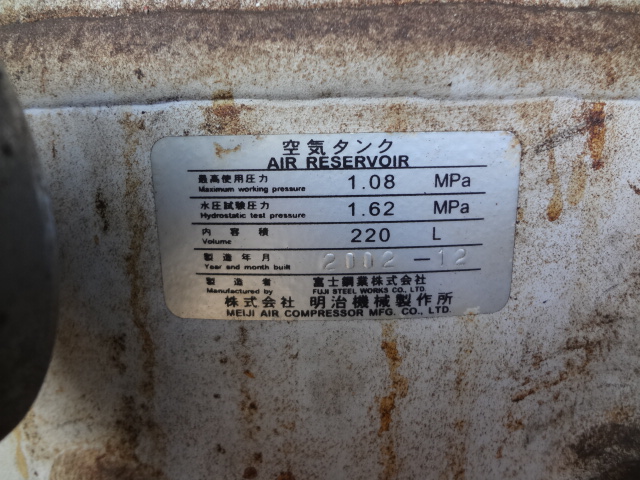 空気タンク
AIR RESERVOIR
最高使用圧力 1.08 MPa
Maximum working pressure
水圧試験圧力 1.62 MPa
Hydrostatic test pressure
内容積 220 L
Volume
製造年月 2002-12
Year and month built
製造者 富士鋼業株式会社
Manufactured by FUJI STEEL WORKS CO., LTD.
株式会社 明治機械製作所
MEIJI AIR COMPRESSOR MFG. CO., LTD.